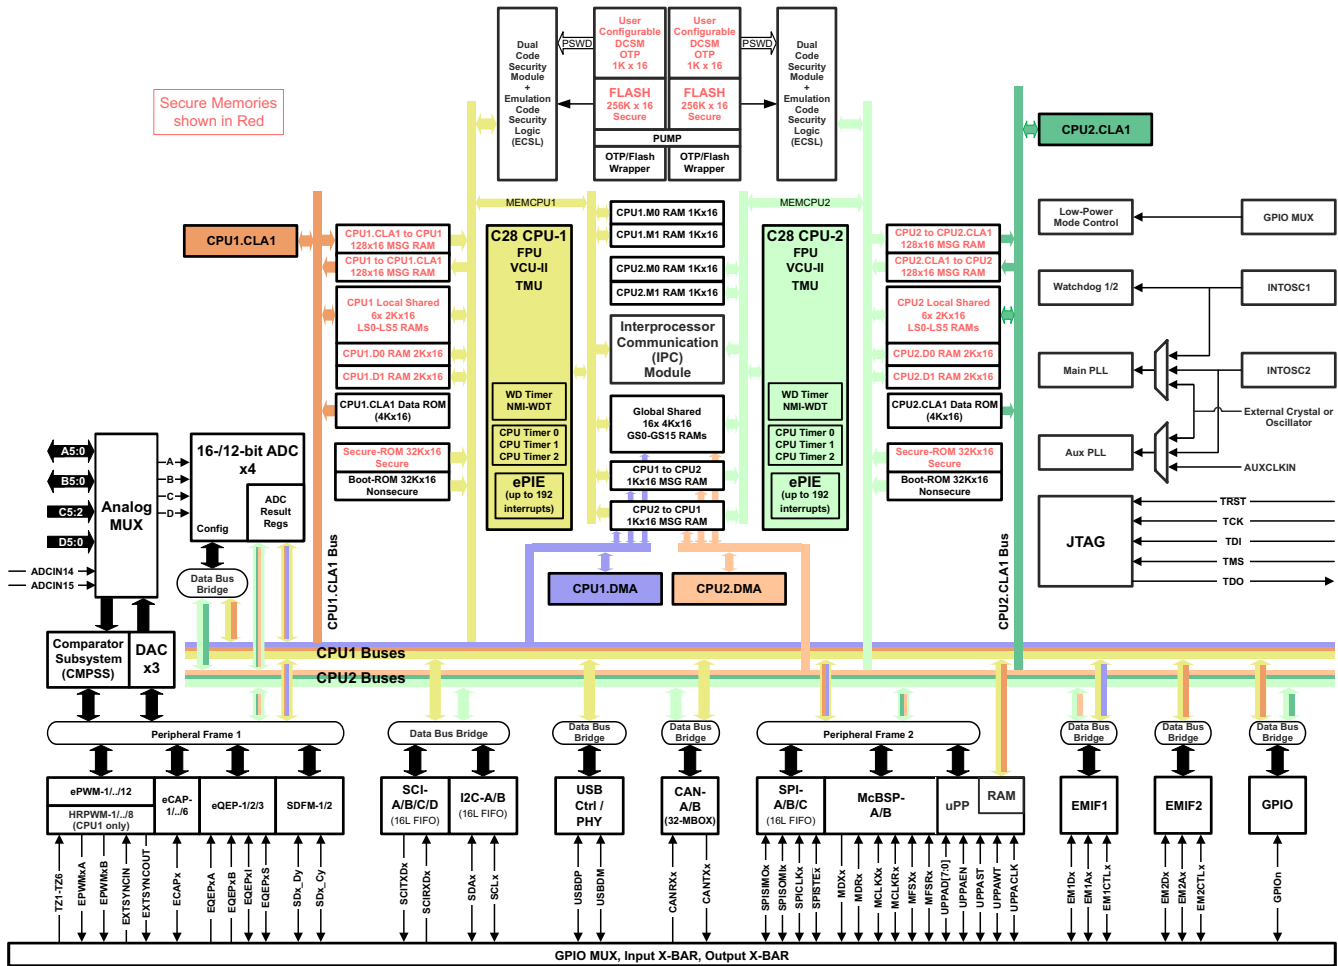 Secure Memories
shown in Red
Dual
Code
Security
Module
+
Emulation
Code
Security
Logic
(ECSL)
PSWD
User
Configurable
DCSM
OTP
1K x 16
User
Configurable
DCSM
OTP
1K x 16
PSWD
Dual
Code
Security
Module
+
Emulation
Code
Security
Logic
(ECSL)
FLASH
256K x 16
Secure
FLASH
256K x 16
Secure
PUMP
OTP/Flash
Wrapper
OTP/Flash
Wrapper
CPU2.CLA1
MEMCPU1
MEMCPU2
CPU1.CLA1
CPU1.CLA1 to CPU1
128x16 MSG RAM
CPU1 to CPU1.CLA1
128x16 MSG RAM
CPU1 Local Shared
6x 2Kx16
LS0-LS5 RAMs
CPU1.D0 RAM 2Kx16
CPU1.D1 RAM 2Kx16
CPU1.CLA1 Data ROM
(4Kx16)
Secure-ROM 32Kx16
Secure
Boot-ROM 32Kx16
Nonsecure
C28 CPU-1
FPU
VCU-II
TMU
WD Timer
NMI-WDT
CPU Timer 0
CPU Timer 1
CPU Timer 2
ePIE
(up to 192
interrupts)
CPU1.M0 RAM 1Kx16
CPU1.M1 RAM 1Kx16
CPU2.M0 RAM 1Kx16
CPU2.M1 RAM 1Kx16
Interprocessor
Communication
(IPC)
Module
Global Shared
16x 4Kx16
GS0-GS15 RAMs
CPU1 to CPU2
1Kx16 MSG RAM
CPU2 to CPU1
1Kx16 MSG RAM
C28 CPU-2
FPU
VCU-II
TMU
WD Timer
NMI-WDT
CPU Timer 0
CPU Timer 1
CPU Timer 2
ePIE
(up to 192
interrupts)
CPU2 to CPU2.CLA1
128x16 MSG RAM
CPU2.CLA1 to CPU2
128x16 MSG RAM
CPU2 Local Shared
6x 2Kx16
LS0-LS5 RAMs
CPU2.D0 RAM 2Kx16
CPU2.D1 RAM 2Kx16
CPU2.CLA1 Data ROM
(4Kx16)
Secure-ROM 32Kx16
Secure
Boot-ROM 32Kx16
Nonsecure
Low-Power
Mode Control
GPIO MUX
Watchdog 1/2
INTOSC1
Main PLL
INTOSC2
External Crystal or
Oscillator
Aux PLL
AUXCLKIN
JTAG
TRST
TCK
TDI
TMS
TDO
A5:0
B5:0
C5:2
D5:0
ADCIN14
ADCIN15
Analog
MUX
A
B
C
D
16-/12-bit ADC
x4
ADC
Result
Regs
Config
Data Bus
Bridge
CPU1.CLA1 Bus
CPU2.CLA1 Bus
CPU1.DMA
CPU2.DMA
Comparator
Subsystem
(CMPSS)
DAC
x3
CPU1 Buses
CPU2 Buses
Peripheral Frame 1
Data Bus Bridge
Data Bus
Bridge
Data Bus
Bridge
Peripheral Frame 2
Data Bus
Bridge
Data Bus
Bridge
Data Bus
Bridge
ePWM-1/../12
HRPWM-1/../8
(CPU1 only)
eCAP-
1/../6
eQEP-1/2/3
SDFM-1/2
SCI-
A/B/C/D
(16L FIFO)
I2C-A/B
(16L FIFO)
USB
Ctrl /
PHY
CAN-
A/B
(32-MBOX)
SPI-
A/B/C
(16L FIFO)
McBSP-
A/B
uPP
RAM
EMIF1
EMIF2
GPIO
TZ1-TZ6
EPWMxA
EPWMxB
EXTSYNCIN
EXTSYNCOUT
ECAPx
EQEPxA
EQEPxB
EQEPxI
EQEPxS
SDx_Dy
SDx_Cy
SCITXDx
SCIRXDx
SDAx
SCLx
USBDP
USBDM
CANRXx
CANTXx
SPISIMOx
SPISOMIx
SPICLKx
SPISTEx
MDXx
MDRx
MCLKXx
MCLKRx
MFSXx
MFSRx
UPPAD[7:0]
UPPAEN
UPPAST
UPPAWT
UPPACLK
EM1Dx
EM1Ax
EM1CTLx
EM2Dx
EM2Ax
EM2CTLx
GPIOn
GPIO MUX, Input X-BAR, Output X-BAR